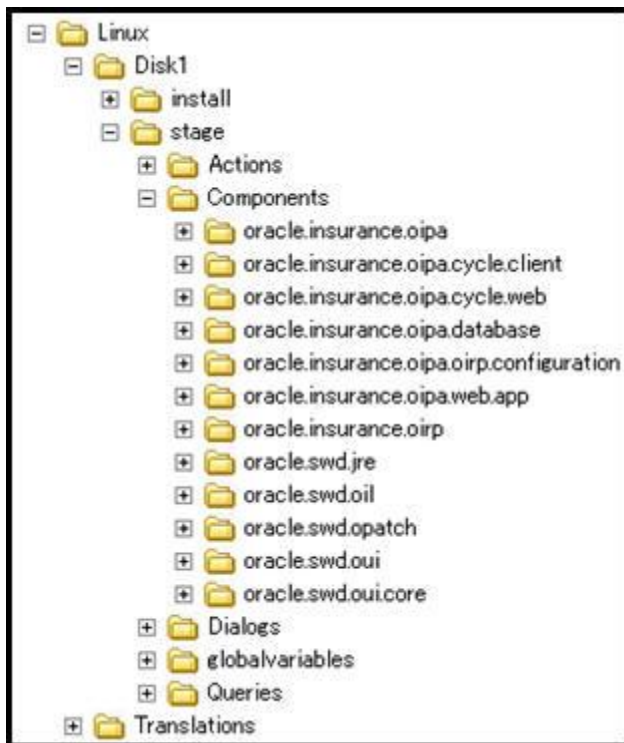 Linux
Disk1
install
stage
Actions
Components
oracle.insurance.oipa
oracle.insurance.oipa.cycle.client
oracle.insurance.oipa.cycle.web
oracle.insurance.oipa.database
oracle.insurance.oipa.oirp.configuration
oracle.insurance.oipa.web.app
oracle.insurance.oirp
oracle.swd.jre
oracle.swd.oil
oracle.swd.opatch
oracle.swd.oui
oracle.swd.oui.core
Dialogs
globalvariables
Queries
Translations